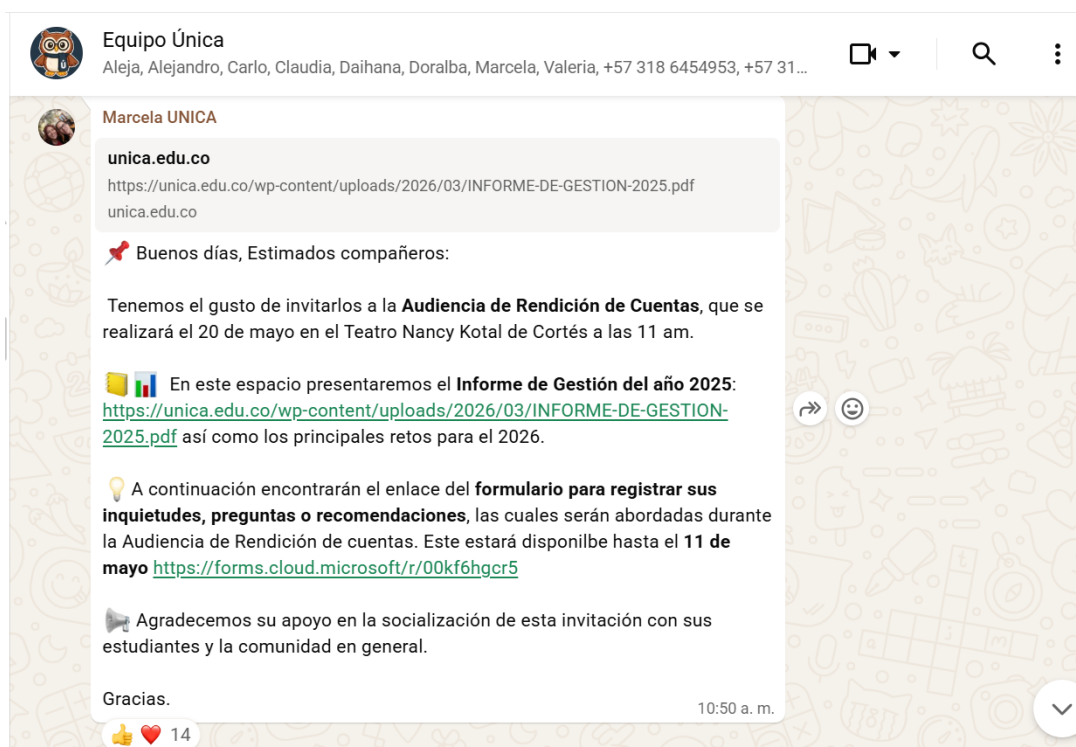 Equipo Única
Aleja, Alejandro, Carlo, Claudia, Daihana, Doralba, Marcela, Valeria, +57 318 6454953, +57 31...
Marcela UNICA
unica.edu.co
https://unica.edu.co/wp-content/uploads/2026/03/INFORME-DE-GESTION-2025.pdf
unica.edu.co
📌 Buenos días, Estimados compañeros:
Tenemos el gusto de invitarlos a la Audiencia de Rendición de Cuentas, que se
realizará el 20 de mayo en el Teatro Nancy Kotal de Cortés a las 11 am.
📒📊 En este espacio presentaremos el Informe de Gestión del año 2025:
https://unica.edu.co/wp-content/uploads/2026/03/INFORME-DE-GESTION-
2025.pdf así como los principales retos para el 2026.
💡 A continuación encontrarán el enlace del formulario para registrar sus
inquietudes, preguntas o recomendaciones, las cuales serán abordadas durante
la Audiencia de Rendición de cuentas. Este estará disponilbe hasta el 11 de
mayo https://forms.cloud.microsoft/r/00kf6hgcr5
📢 Agradecemos su apoyo en la socialización de esta invitación con sus
estudiantes y la comunidad en general.
Gracias.
10:50 a. m.
👍❤️ 14